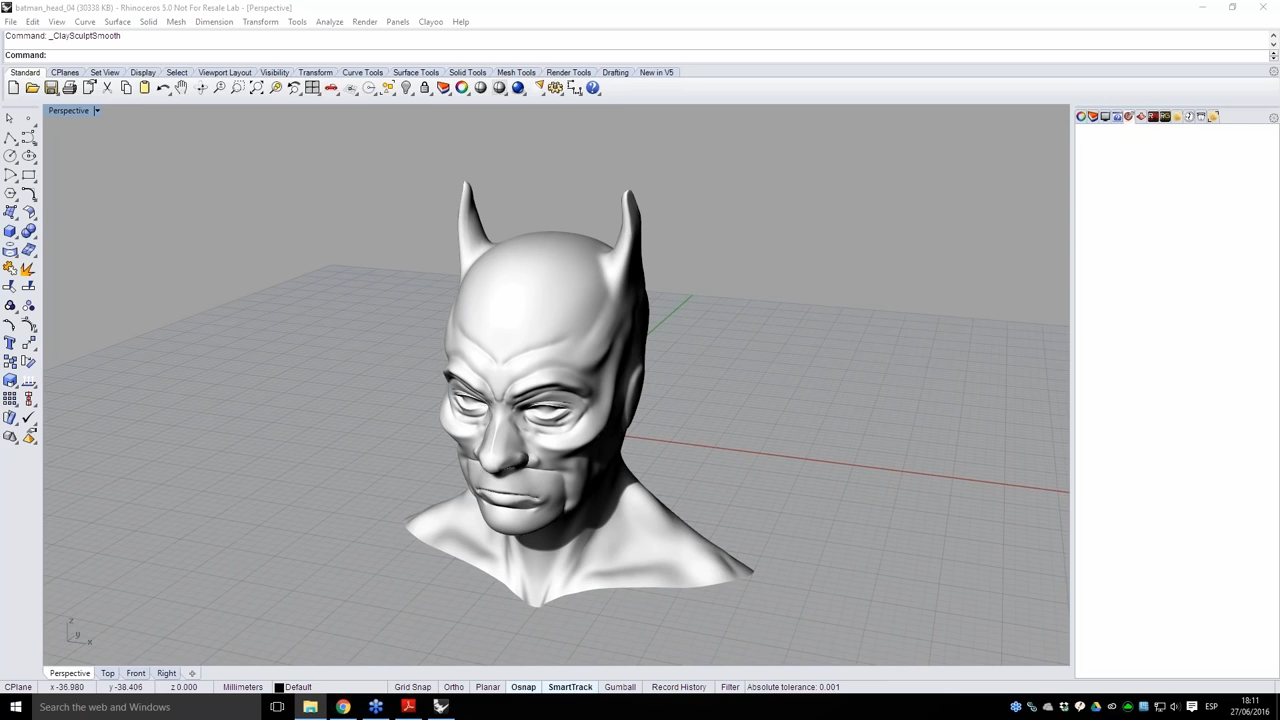 batman_head_04 (30338 KB) - Rhinoceros 5.0 Not For Resale Lab - [Perspective]
File Edit View Curve Surface Solid Mesh Dimension Transform Tools Analyze Render Panels Clayoo Help
Command: _ClaySculptSmooth
Command:
Standard CPlanes Set View Display Select Viewport Layout Visibility Transform Curve Tools Surface Tools Solid Tools Mesh Tools Render Tools Drafting New in V5
Perspective
z
y
x
Perspective Top Front Right
CPlane x -36.980 y -38.406 z 0.000 Millimeters Default Grid Snap Ortho Planar Osnap SmartTrack Gumball Record History Filter Absolute tolerance: 0.001
Search the web and Windows
ESP
18:11
27/06/2016